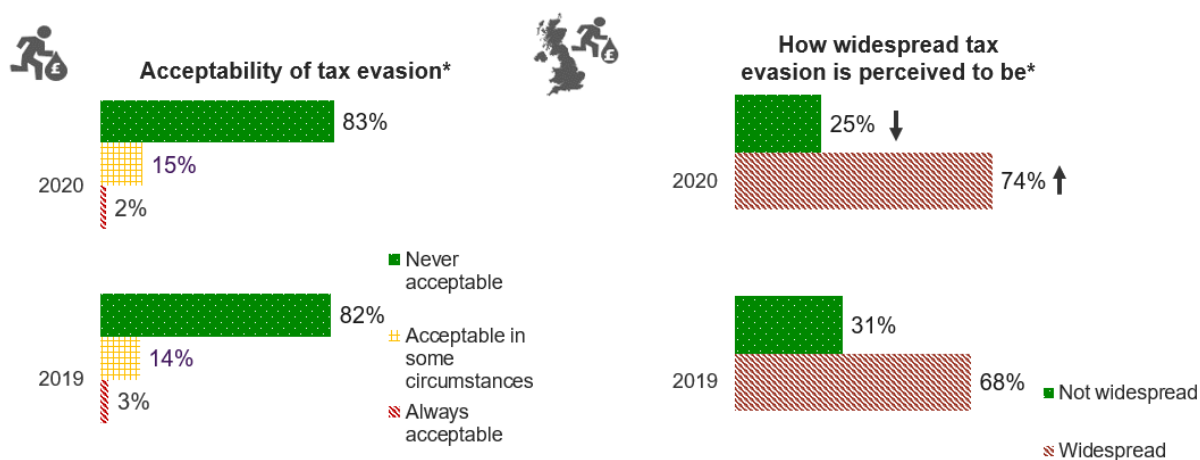 Acceptability of tax evasion*
83%
15%
2020
2%
Never
acceptable
82%
Acceptable in
some
circumstances
14%
2019
3%
Always
acceptable
£
£
How widespread tax
evasion is perceived to be*
25%
2020
74%
31%
2019
68%
Not widespread
Widespread